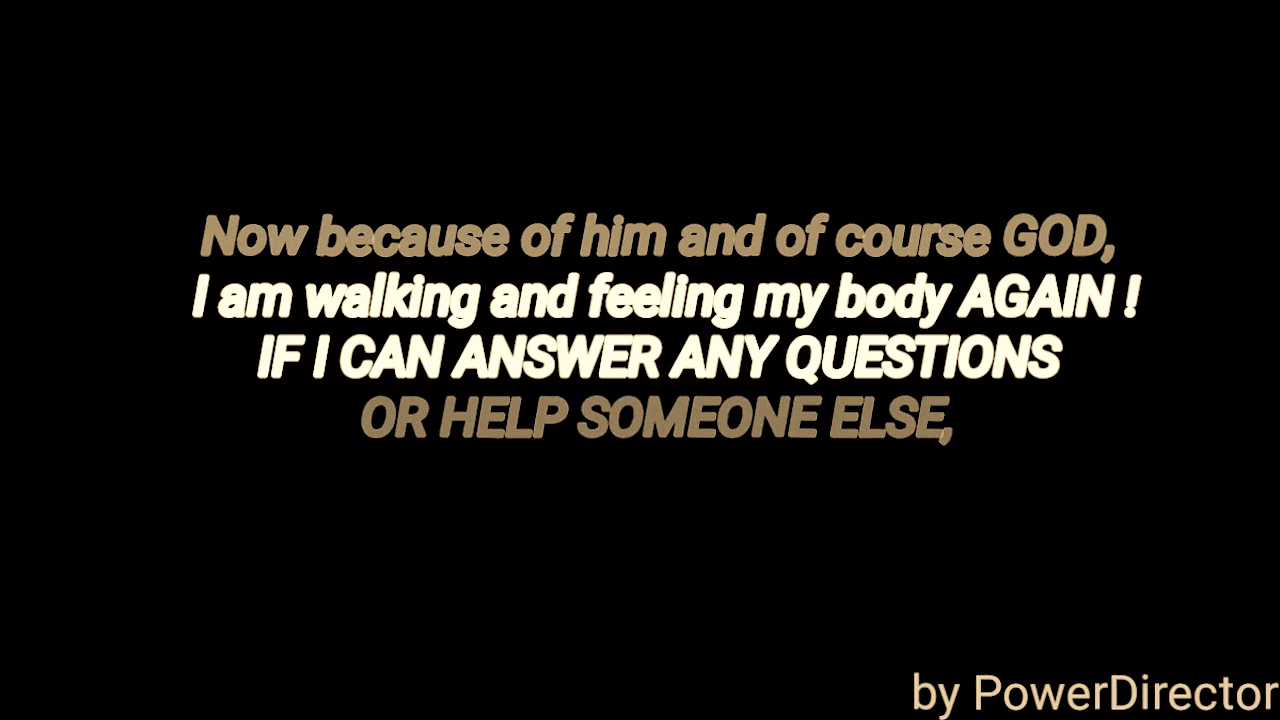 Now because of him and of course GOD,
I am walking and feeling my body AGAIN !
IF I CAN ANSWER ANY QUESTIONS
OR HELP SOMEONE ELSE,
by PowerDirector